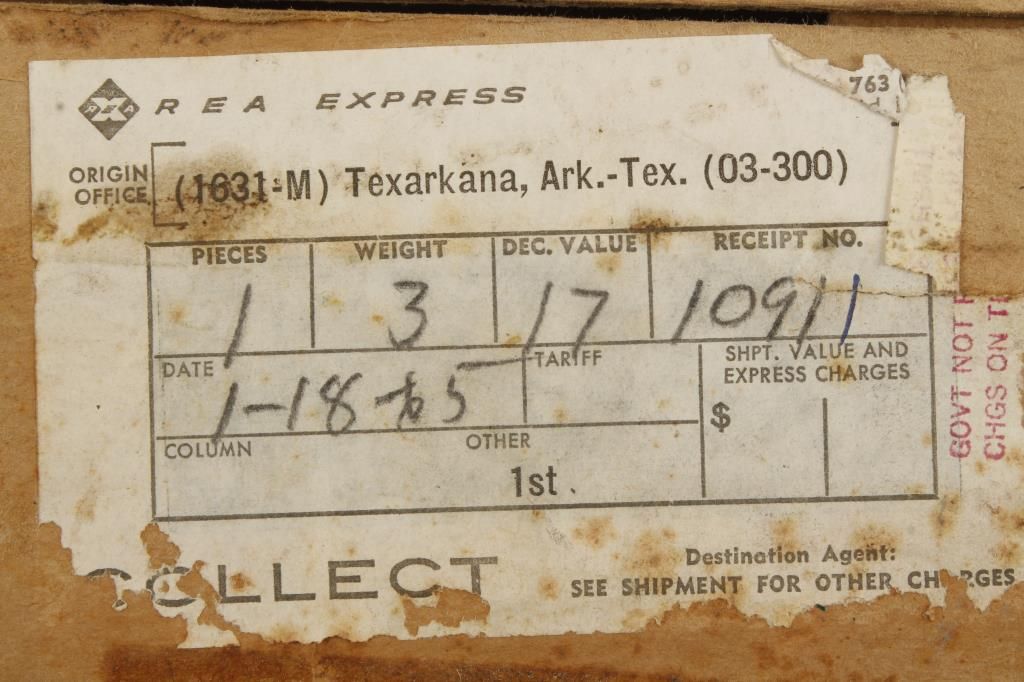 763
REA EXPRESS
ORIGIN OFFICE
(1631-M) Texarkana, Ark.-Tex. (03-300)
PIECES WEIGHT DEC. VALUE RECEIPT NO.
1 3 17 10911
DATE TARIFF SHPT. VALUE AND
EXPRESS CHARGES
1-18-65 $
COLUMN OTHER
1st.
COLLECT
Destination Agent:
SEE SHIPMENT FOR OTHER CHARGES
GOVT NOT
CHGS ON